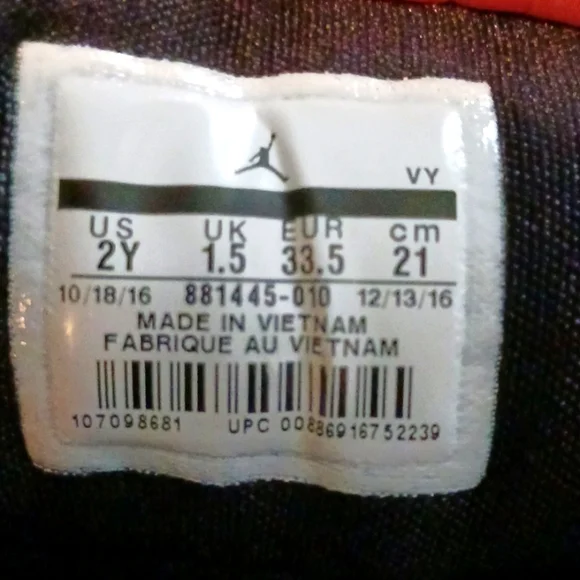 VY
US UK EUR cm
2Y 1.5 33.5 21
10/18/16 881445-010 12/13/16
MADE IN VIETNAM
FABRIQUE AU VIETNAM
107098681 UPC 00886916752239